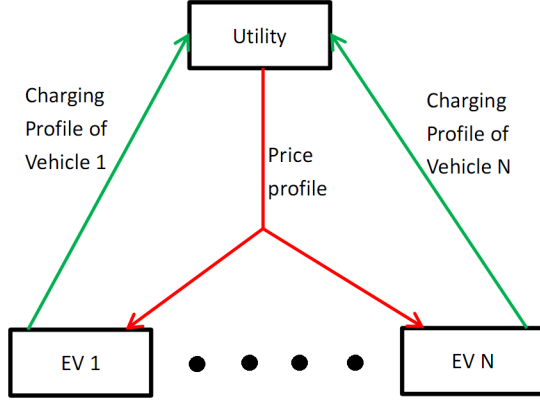 Utility
Charging
Profile of
Vehicle 1
Price
profile
Charging
Profile of
Vehicle N
EV 1
EV N